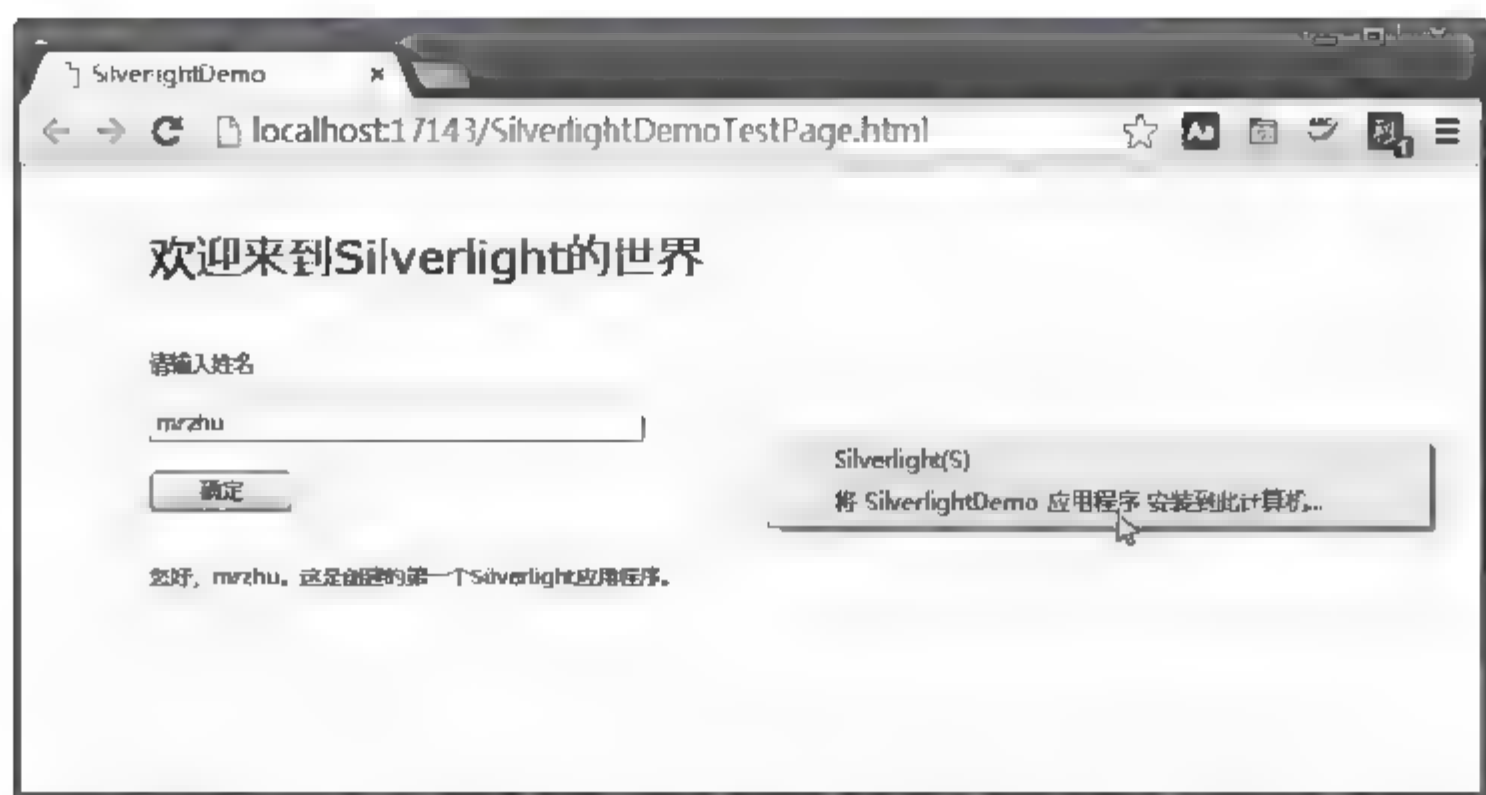 SilverlightDemo
localhost:17143/SilverlightDemoTestPage.html
欢迎来到Silverlight的世界
请输入姓名
mrzhu
确定
Silverlight(S)
将 SilverlightDemo 应用程序 安装到此计算机...
您好，mrzhu。这是创建的第一个Silverlight应用程序。